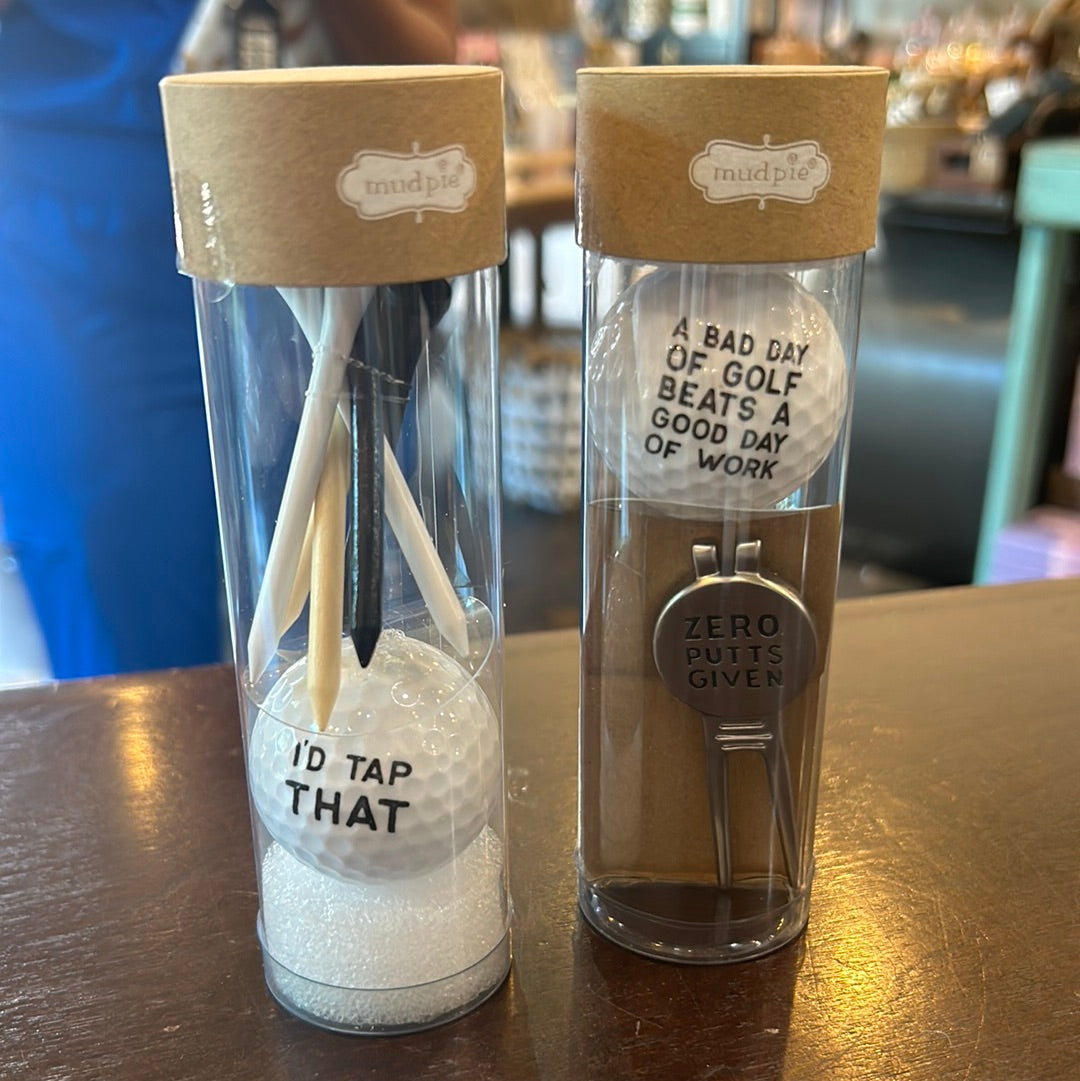 mudpie
I'D TAP
THAT
mudpie
A BAD DAY
OF GOLF
BEATS A
GOOD DAY
OF WORK
ZERO
PUTTS
GIVEN